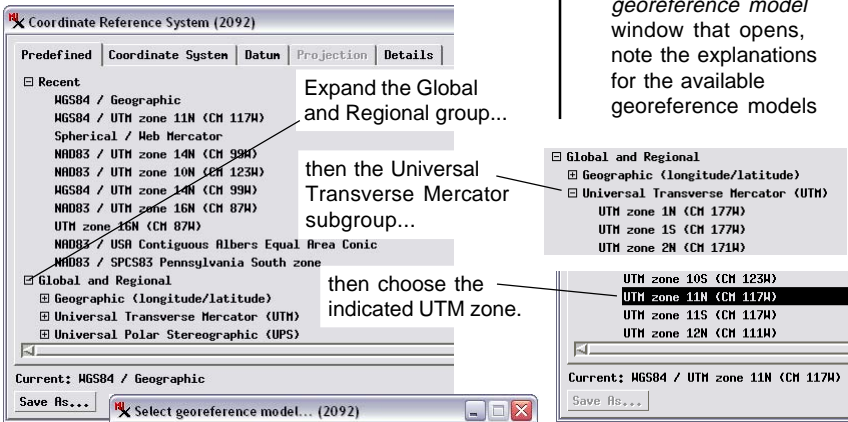 Coordinate Reference System (2092)
Predefined Coordinate System Datum Projection Details
Recent
WGS84 / Geographic
WGS84 / UTM zone 11N (CM 117W)
Spherical / Web Mercator
NAD83 / UTM zone 14N (CM 99W)
NAD83 / UTM zone 10N (CM 123W)
WGS84 / UTM zone 14N (CM 99W)
NAD83 / UTM zone 16N (CM 87W)
UTM zone 16N (CM 87W)
NAD83 / USA Contiguous Albers Equal Area Conic
NAD83 / SPCS83 Pennsylvania South zone
Global and Regional
Geographic (longitude/latitude)
Universal Transverse Mercator (UTM)
Universal Polar Stereographic (UPS)
Current: WGS84 / Geographic
Save As...
Select georeference model... (2092)
Expand the Global
and Regional group...
then the Universal
Transverse Mercator
subgroup...
then choose the
indicated UTM zone.
georeference model
window that opens,
note the explanations
for the available
georeference models
Global and Regional
Geographic (longitude/latitude)
Universal Transverse Mercator (UTM)
UTM zone 1N (CM 177W)
UTM zone 1S (CM 177W)
UTM zone 2N (CM 171W)
UTM zone 10S (CM 123W)
UTM zone 11N (CM 117W)
UTM zone 11S (CM 117W)
UTM zone 12N (CM 111W)
Current: WGS84 / UTM zone 11N (CM 117W)
Save As...